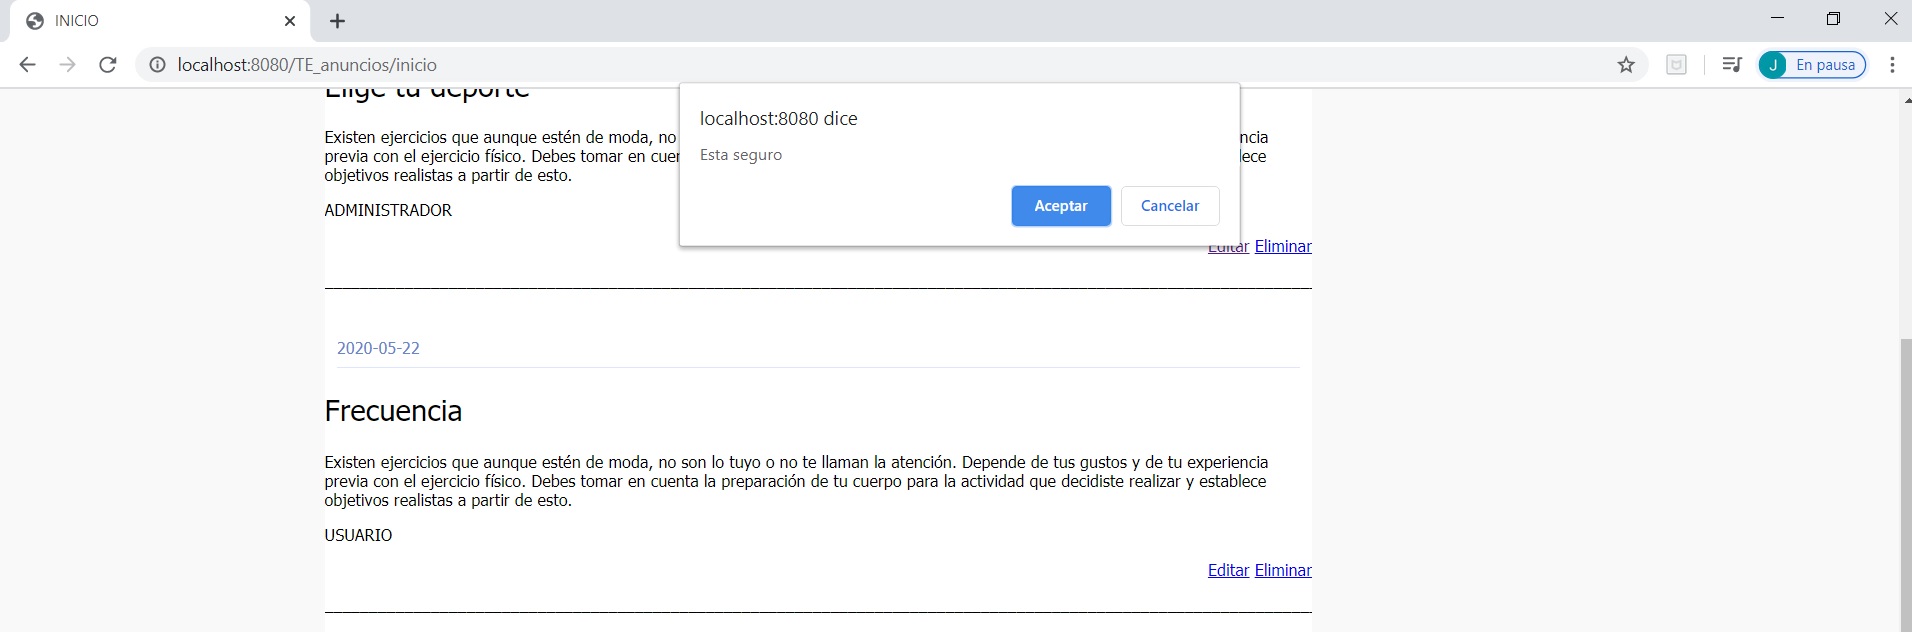 INICIO
localhost:8080/TE_anuncios/inicio
J En pausa
localhost:8080 dice
Esta seguro
Aceptar Cancelar
Elige tu deporte
Existen ejercicios que aunque estén de moda, no
previa con el ejercicio físico. Debes tomar en
objetivos realistas a partir de esto.
ADMINISTRADOR
Editar Eliminar
2020-05-22
Frecuencia
Existen ejercicios que aunque estén de moda, no son lo tuyo o no te llaman la atención. Depende de tus gustos y de tu experiencia
previa con el ejercicio físico. Debes tomar en cuenta la preparación de tu cuerpo para la actividad que decidiste realizar y establece
objetivos realistas a partir de esto.
USUARIO
Editar Eliminar